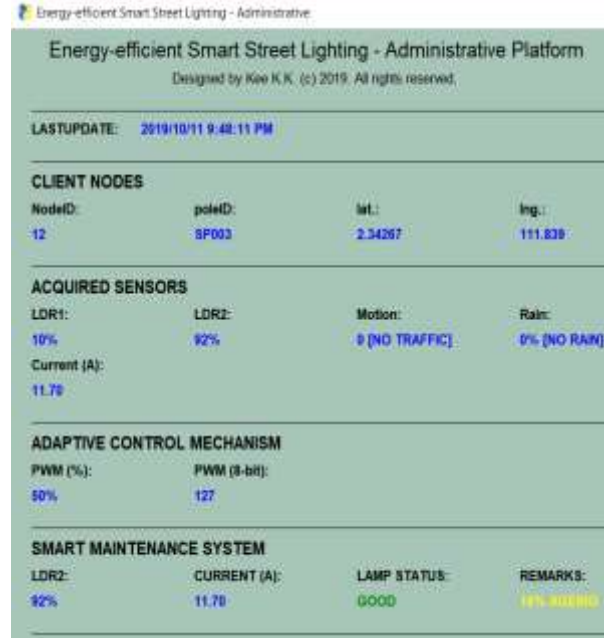 Energy-efficient Smart Street Lighting - Administrative
Energy-efficient Smart Street Lighting - Administrative Platform
Designed by Kee K.K. (c) 2019. All rights reserved.
LASTUPDATE: 2019/10/11 9:48:11 PM
CLIENT NODES
NodeID: poleID: lat.: lng.:
12 SP003 2.34267 111.839
ACQUIRED SENSORS
LDR1: LDR2: Motion: Rain:
10% 92% 0 [NO TRAFFIC] 0% [NO RAIN]
Current (A):
11.70
ADAPTIVE CONTROL MECHANISM
PWM (%): PWM (8-bit):
50% 127
SMART MAINTENANCE SYSTEM
LDR2: CURRENT (A): LAMP STATUS: REMARKS:
92% 11.70 GOOD